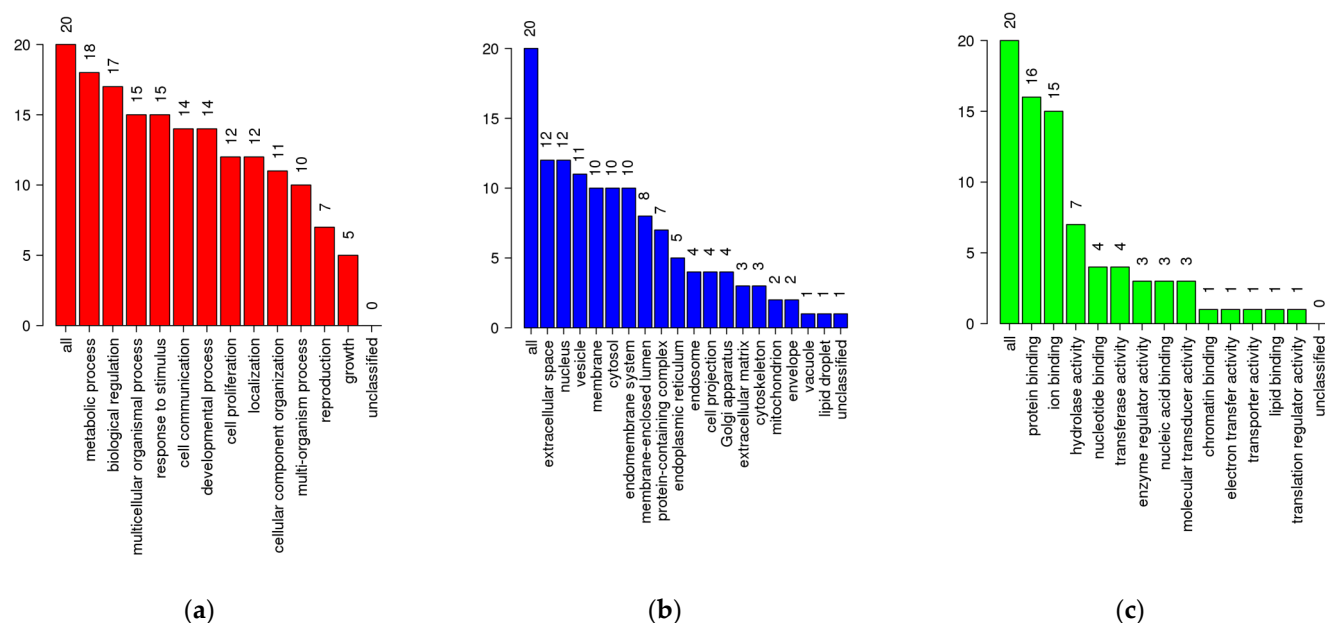 20
18
17
15
15
14
14
12
12
11
10
7
5
0
20
15
10
5
0
all
metabolic process
biological regulation
multicellular organismal process
response to stimulus
cell communication
developmental process
cell proliferation
localization
cellular component organization
multi-organism process
reproduction
growth
unclassified
(a)
20
12
12
11
10
10
10
8
7
5
4
4
4
3
3
2
2
1
1
1
20
15
10
5
0
all
extracellular space
nucleus
vesicle
membrane
cytosol
endomembrane system
membrane-enclosed lumen
protein-containing complex
endoplasmic reticulum
endosome
cell projection
Golgi apparatus
extracellular matrix
cytoskeleton
mitochondrion
envelope
vacuole
lipid droplet
unclassified
(b)
20
16
15
7
4
4
3
3
3
1
1
1
1
1
0
20
15
10
5
0
all
protein binding
ion binding
hydrolase activity
nucleotide binding
transferase activity
enzyme regulator activity
nucleic acid binding
molecular transducer activity
chromatin binding
electron transfer activity
transporter activity
lipid binding
translation regulator activity
unclassified
(c)